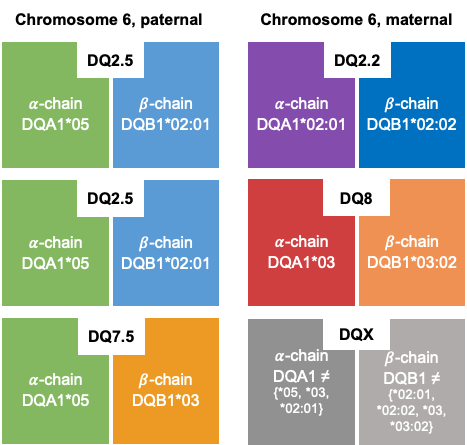 Chromosome 6, paternal
Chromosome 6, maternal
DQ2.5
α-chain
DQA1*05
β-chain
DQB1*02:01
DQ2.2
α-chain
DQA1*02:01
β-chain
DQB1*02:02
DQ2.5
α-chain
DQA1*05
β-chain
DQB1*02:01
DQ8
α-chain
DQA1*03
β-chain
DQB1*03:02
DQ7.5
α-chain
DQA1*05
β-chain
DQB1*03
DQX
α-chain
DQA1 ≠
{*05, *03,
*02:01}
β-chain
DQB1 ≠
{*02:01,
*02:02, *03,
*03:02}